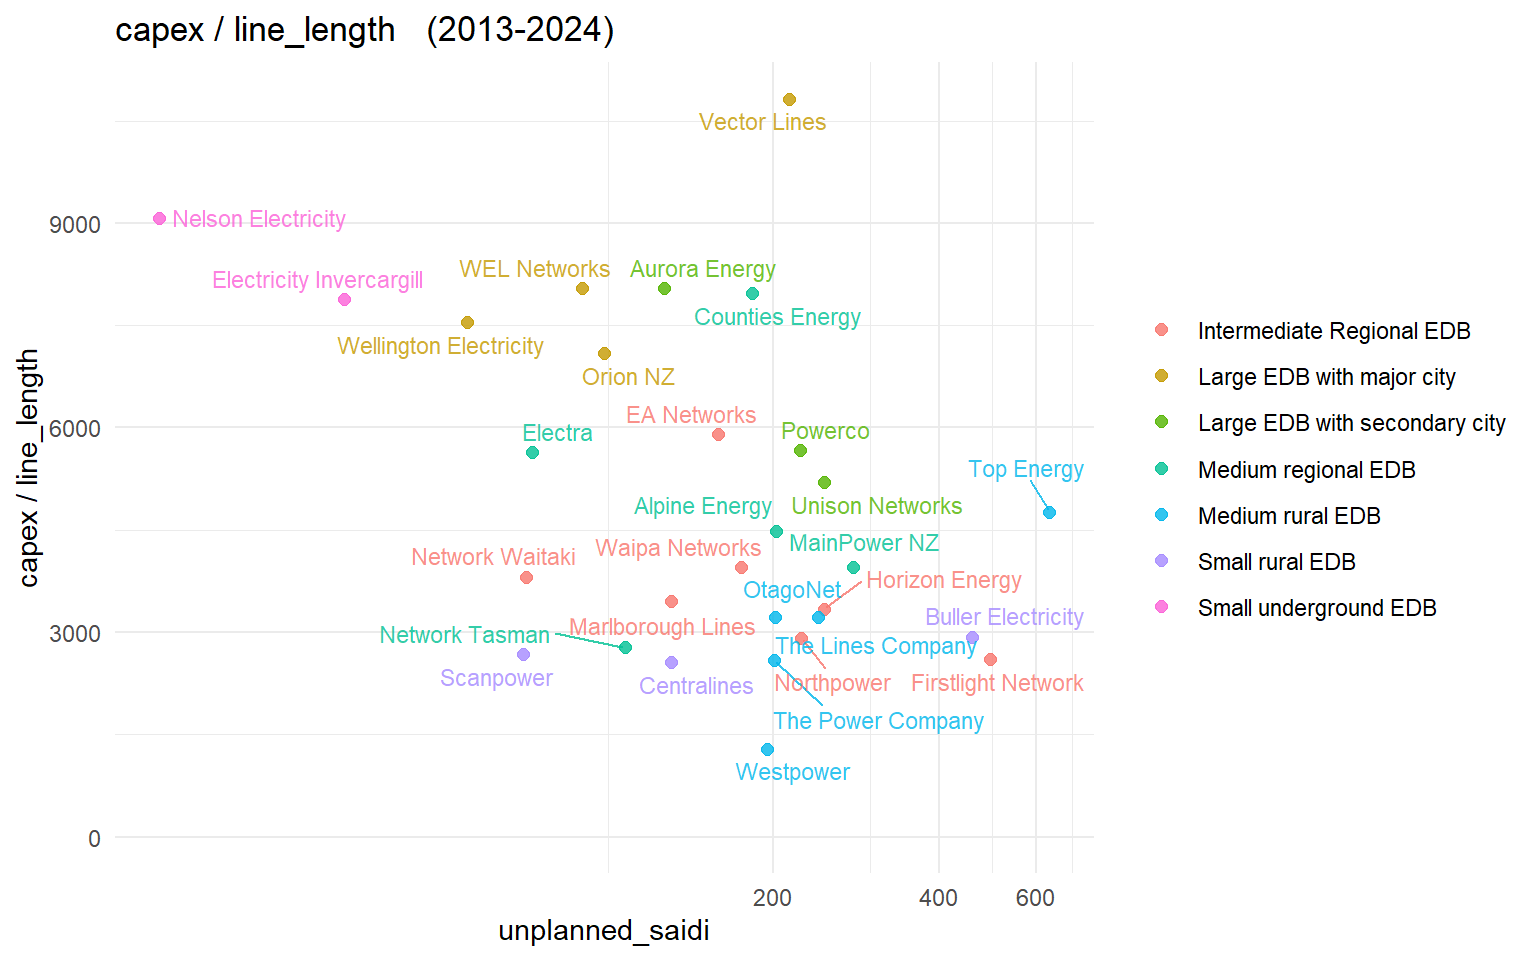 capex / line_length (2013-2024)
Vector Lines
9000
Nelson Electricity
WEL Networks
Aurora Energy
Electricity Invercargill
Counties Energy
Wellington Electricity
Orion NZ
EA Networks
6000
Electra
Powerco
Top Energy
Alpine Energy
Unison Networks
MainPower NZ
Waipa Networks
Network Waitaki
Horizon Energy
OtagoNet
Buller Electricity
Marlborough Lines
3000
Network Tasman
The Lines Company
Scanpower
Centralines
Northpower
Firstlight Network
The Power Company
Westpower
0
200
400
600
unplanned_saidi
capex / line_length
Intermediate Regional EDB
Large EDB with major city
Large EDB with secondary city
Medium regional EDB
Medium rural EDB
Small rural EDB
Small underground EDB